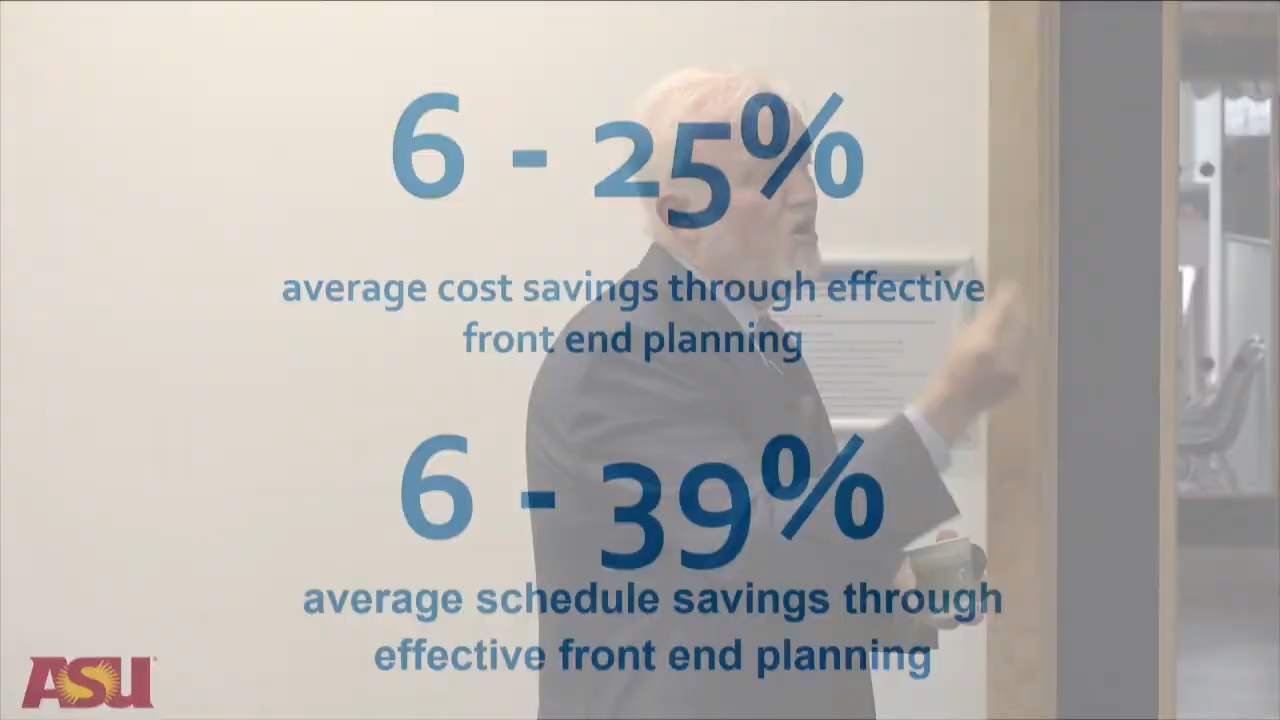 6 - 25%
average cost savings through effective
front end planning
6 - 39%
average schedule savings through
effective front end planning
ASU